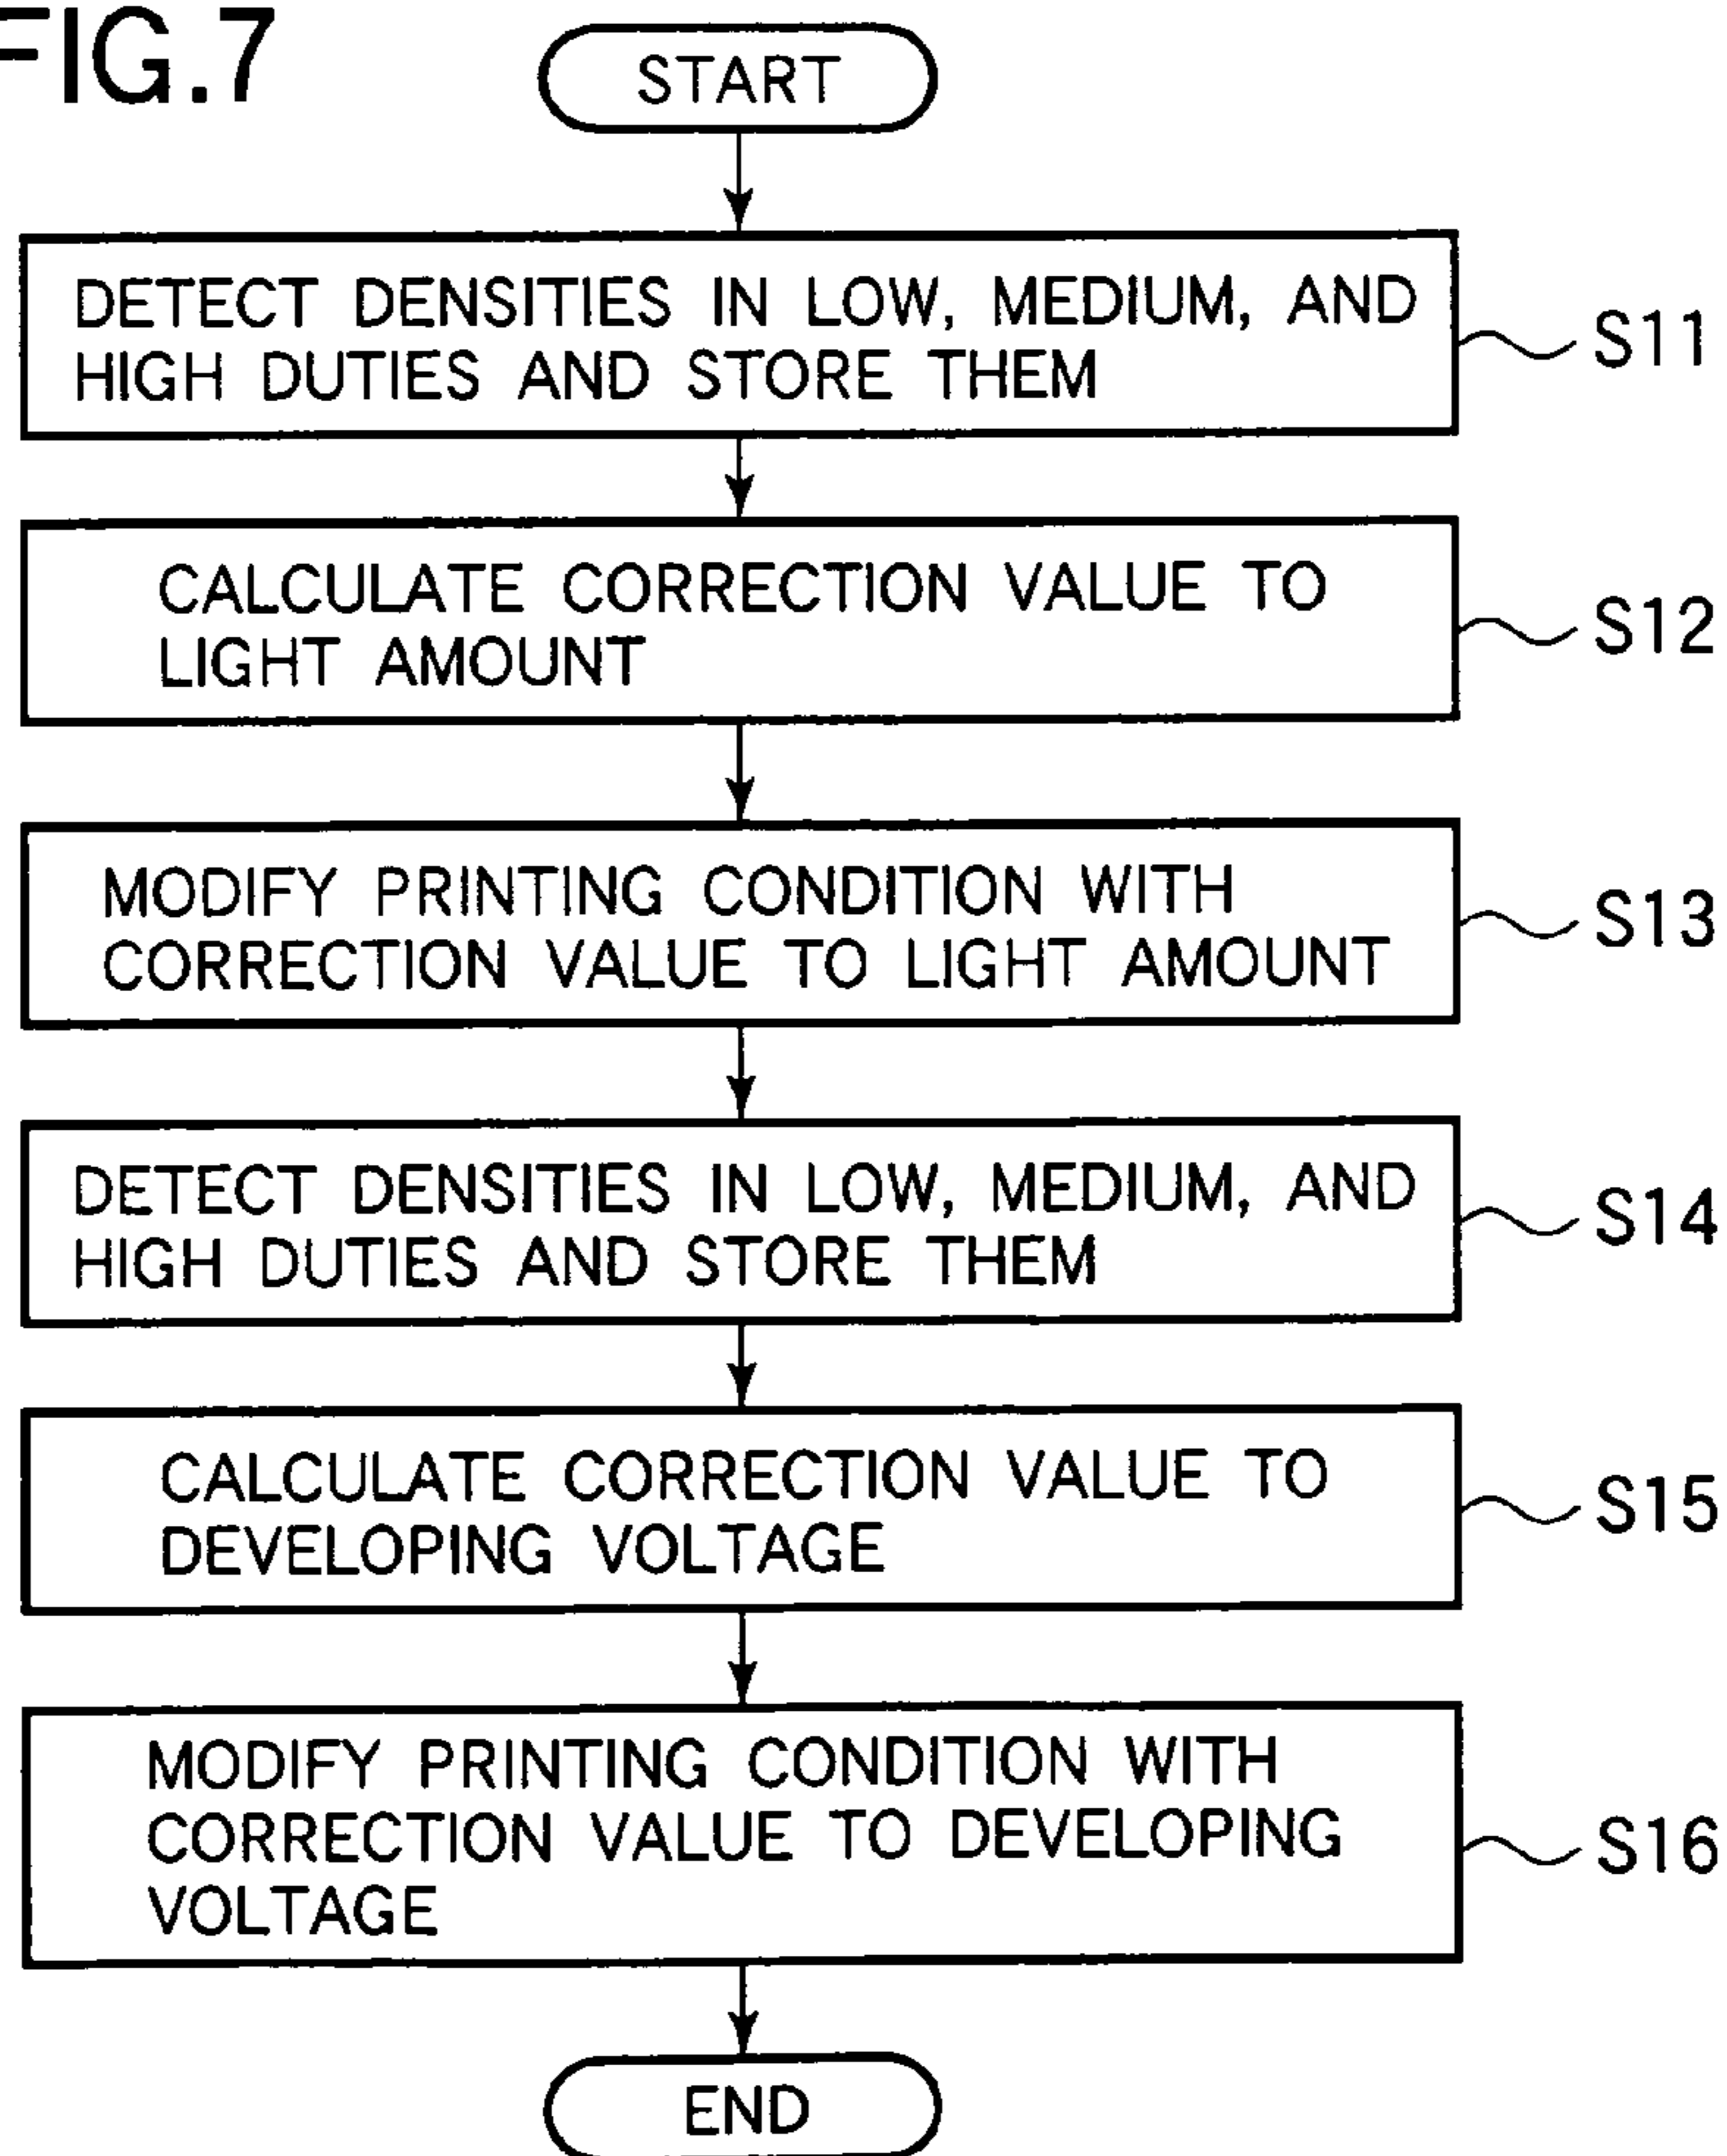 FIG.7
START
DETECT DENSITIES IN LOW, MEDIUM, AND
HIGH DUTIES AND STORE THEM
S11
CALCULATE CORRECTION VALUE TO
LIGHT AMOUNT
S12
MODIFY PRINTING CONDITION WITH
CORRECTION VALUE TO LIGHT AMOUNT
S13
DETECT DENSITIES IN LOW, MEDIUM, AND
HIGH DUTIES AND STORE THEM
S14
CALCULATE CORRECTION VALUE TO
DEVELOPING VOLTAGE
S15
MODIFY PRINTING CONDITION WITH
CORRECTION VALUE TO DEVELOPING
VOLTAGE
S16
END